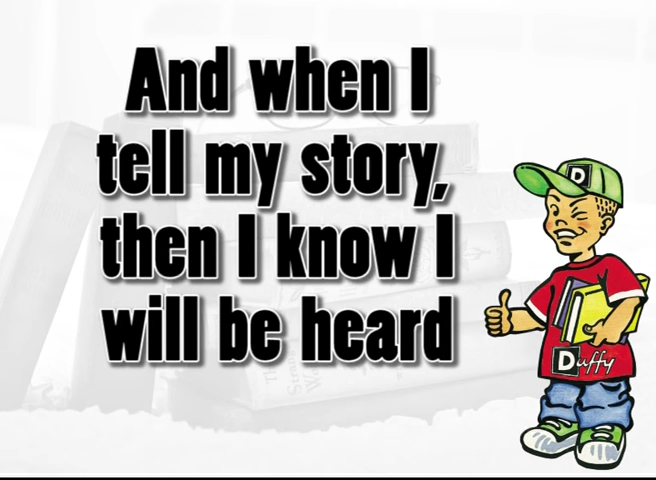 And when I
tell my story,
then I know I
will be heard
D
Duffy